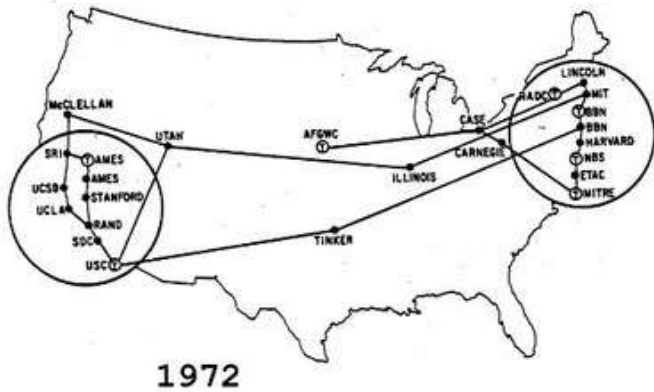 LINCOLN
RADC T
MIT
McCLELLAN
T BBN
CASE
BBN
UTAH
AFGWC
T
HARVARD
CARNEGIE
SRI
T AMES
T NBS
ILLINOIS
AMES
ETAC
UCSB
STANFORD
T MITRE
UCLA
RAND
SDC
TINKER
USC T
1972